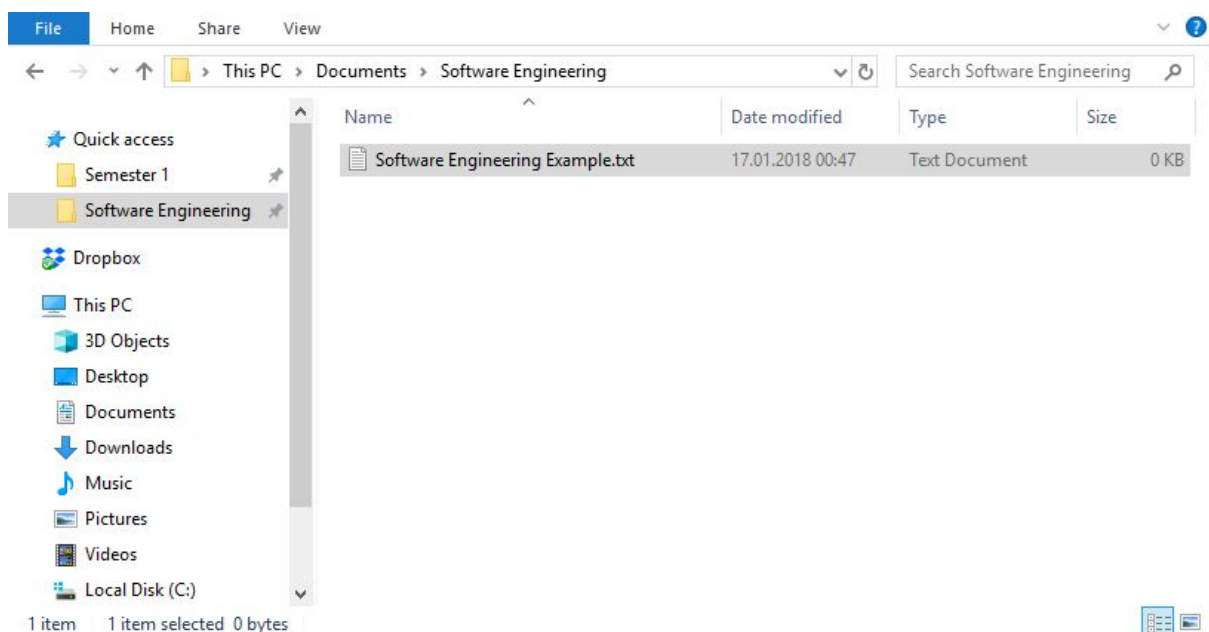 File Home Share View
This PC > Documents > Software Engineering
Search Software Engineering
Name Date modified Type Size
Software Engineering Example.txt 17.01.2018 00:47 Text Document 0 KB
Quick access
Semester 1
Software Engineering
Dropbox
This PC
3D Objects
Desktop
Documents
Downloads
Music
Pictures
Videos
Local Disk (C:)
1 item 1 item selected 0 bytes